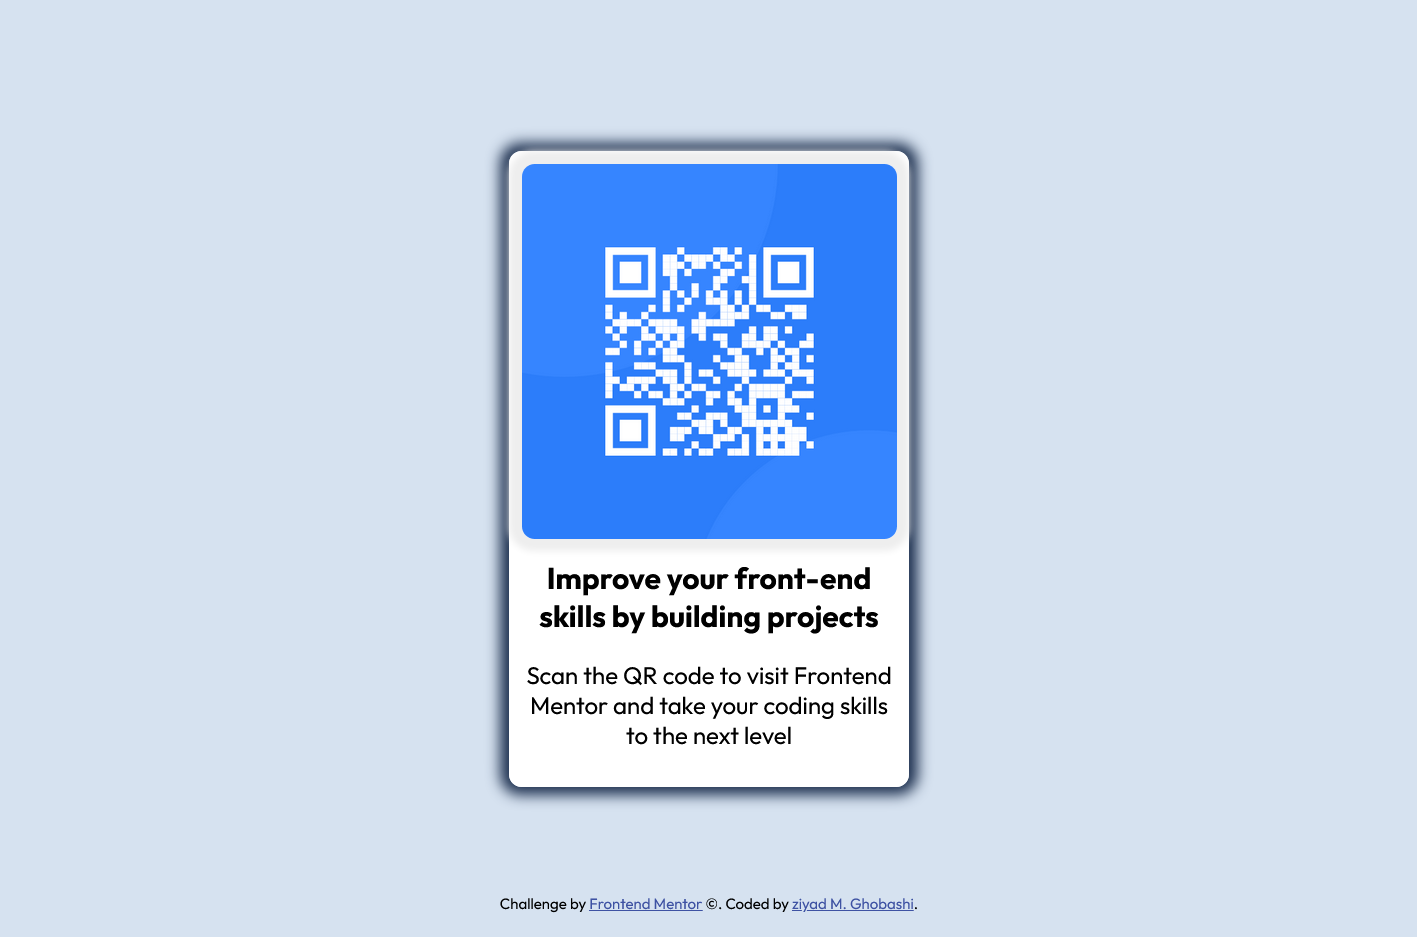 Improve your front-end
skills by building projects
Scan the QR code to visit Frontend
Mentor and take your coding skills
to the next level
Challenge by Frontend Mentor ©. Coded by ziyad M. Ghobashi.